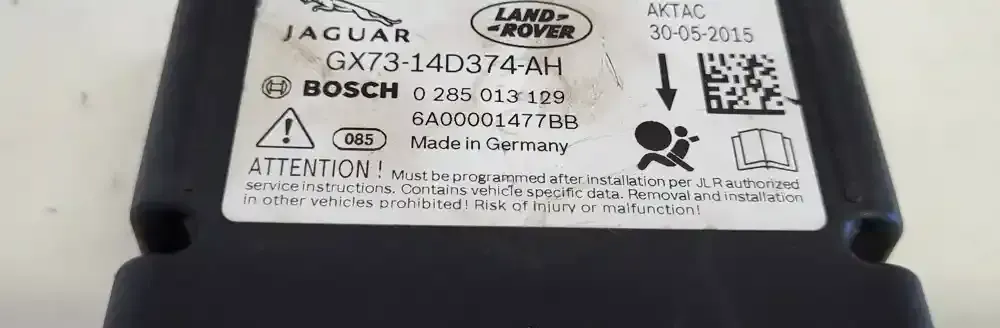 JAGUAR
LAND-
-ROVER
AKTAC
30-05-2015
GX73-14D374-AH
BOSCH 0 285 013 129
6A00001477BB
085
Made in Germany
ATTENTION! Must be programmed after installation per JLR authorized
service instructions. Contains vehicle specific data. Removal and installation
in other vehicles prohibited! Risk of injury or malfunction!